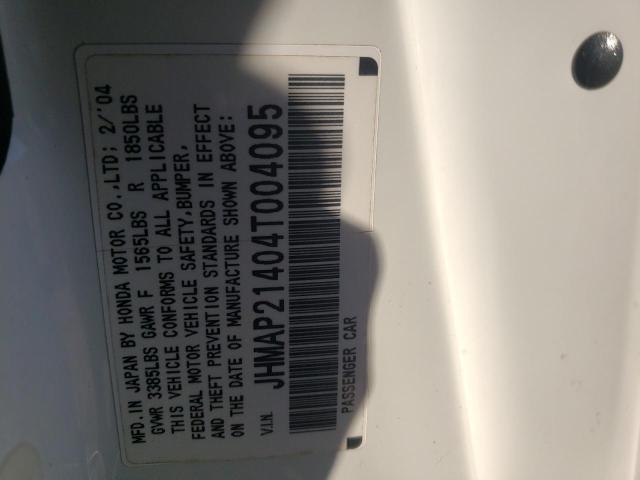 MFD.IN JAPAN BY HONDA MOTOR CO.,LTD; 2/'04
GVWR 3385LBS GAWR F 1565LBS R 1850LBS
THIS VEHICLE CONFORMS TO ALL APPLICABLE
FEDERAL MOTOR VEHICLE SAFETY,BUMPER,
AND THEFT PREVENTION STANDARDS IN EFFECT
ON THE DATE OF MANUFACTURE SHOWN ABOVE:
V.I.N. JHMAP21404T004095
PASSENGER CAR